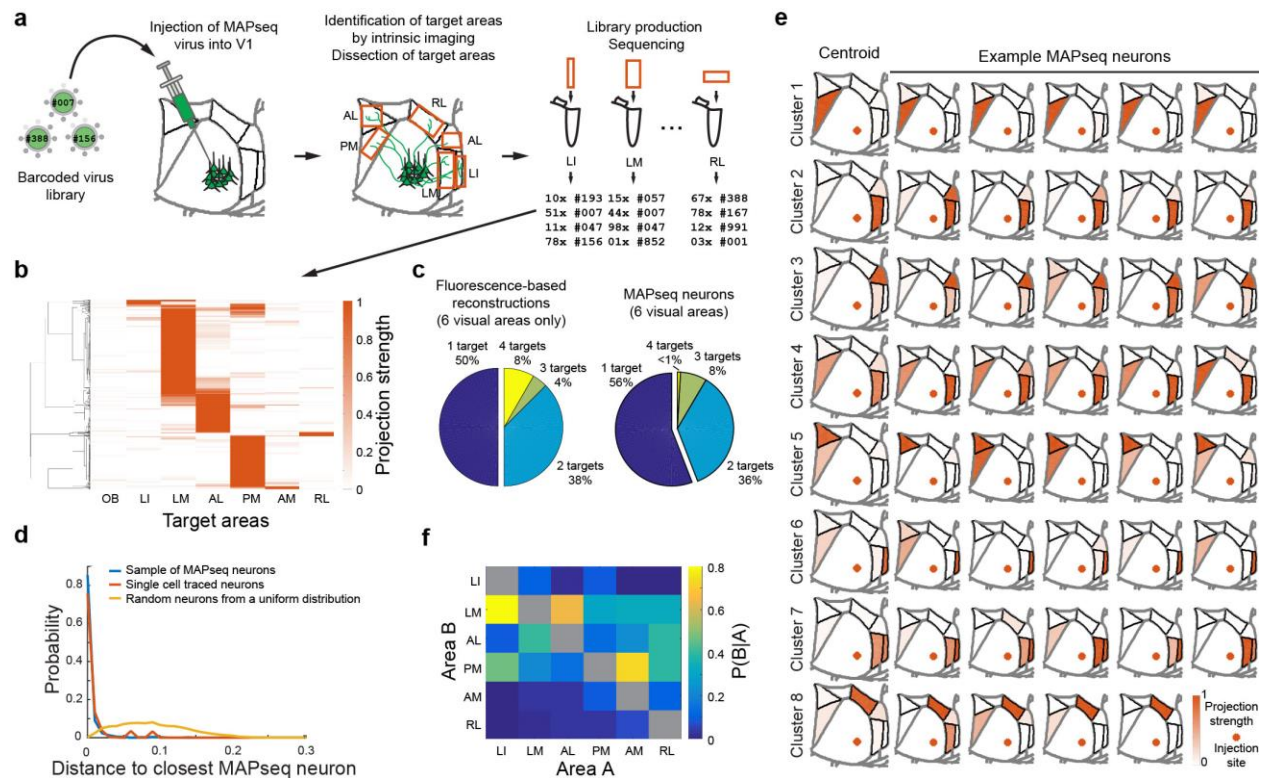 a
Injection of MAPseq
virus into V1
Identification of target areas
by intrinsic imaging
Dissection of target areas
Library production
Sequencing
#007
#388
#156
Barcoded virus
library
AL
PM
RL
AL
LI
LM
LI
LM
...
RL
10x #193
51x #007
11x #047
78x #156
15x #057
44x #007
98x #047
01x #852
67x #388
78x #167
12x #991
03x #001
b
Projection strength
1
0.8
0.6
0.4
0.2
0
OB
LI
LM
AL
PM
AM
RL
Target areas
c
Fluorescence-based
reconstructions
(6 visual areas only)
1 target
50%
4 targets
8%
3 targets
4%
2 targets
38%
MAPseq neurons
(6 visual areas)
1 target
56%
4 targets
<1%
3 targets
8%
2 targets
36%
d
Sample of MAPseq neurons
Single cell traced neurons
Random neurons from a uniform distribution
Probability
0.8
0.6
0.4
0.2
0
0
0.1
0.2
0.3
Distance to closest MAPseq neuron
f
Area B
LI
LM
AL
PM
AM
RL
LI
LM
AL
PM
AM
RL
Area A
0.8
0.6
0.4
0.2
0
P(B|A)
e
Centroid
Example MAPseq neurons
Cluster 1
Cluster 2
Cluster 3
Cluster 4
Cluster 5
Cluster 6
Cluster 7
Cluster 8
1
Projection
strength
0
Injection
site